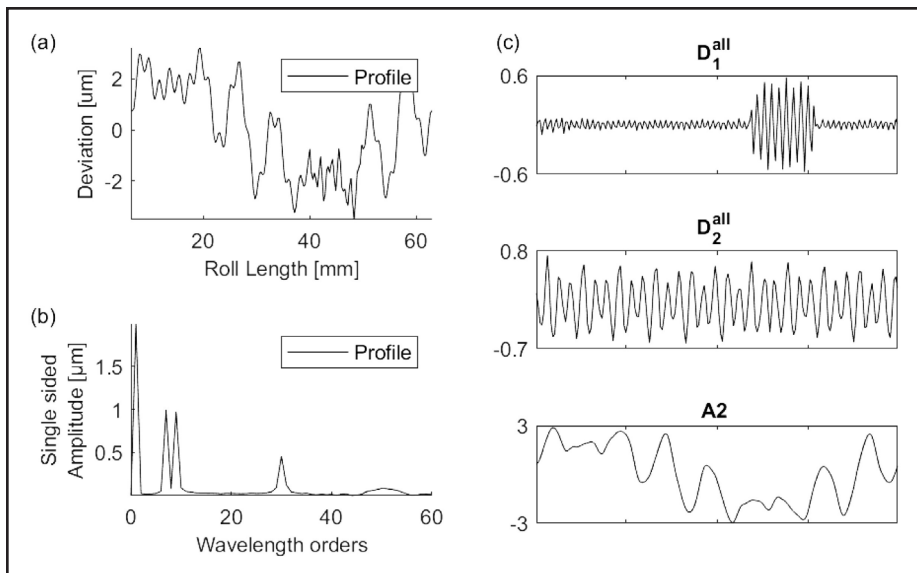 (a)
Deviation [um]
2
0
-2
Profile
20
40
60
Roll Length [mm]
(b)
Single sided
Amplitude [µm]
1.5
1
0.5
Profile
0
20
40
60
Wavelength orders
(c)
D₁ᵃˡˡ
0.6
-0.6
D₂ᵃˡˡ
0.8
-0.7
A2
3
-3